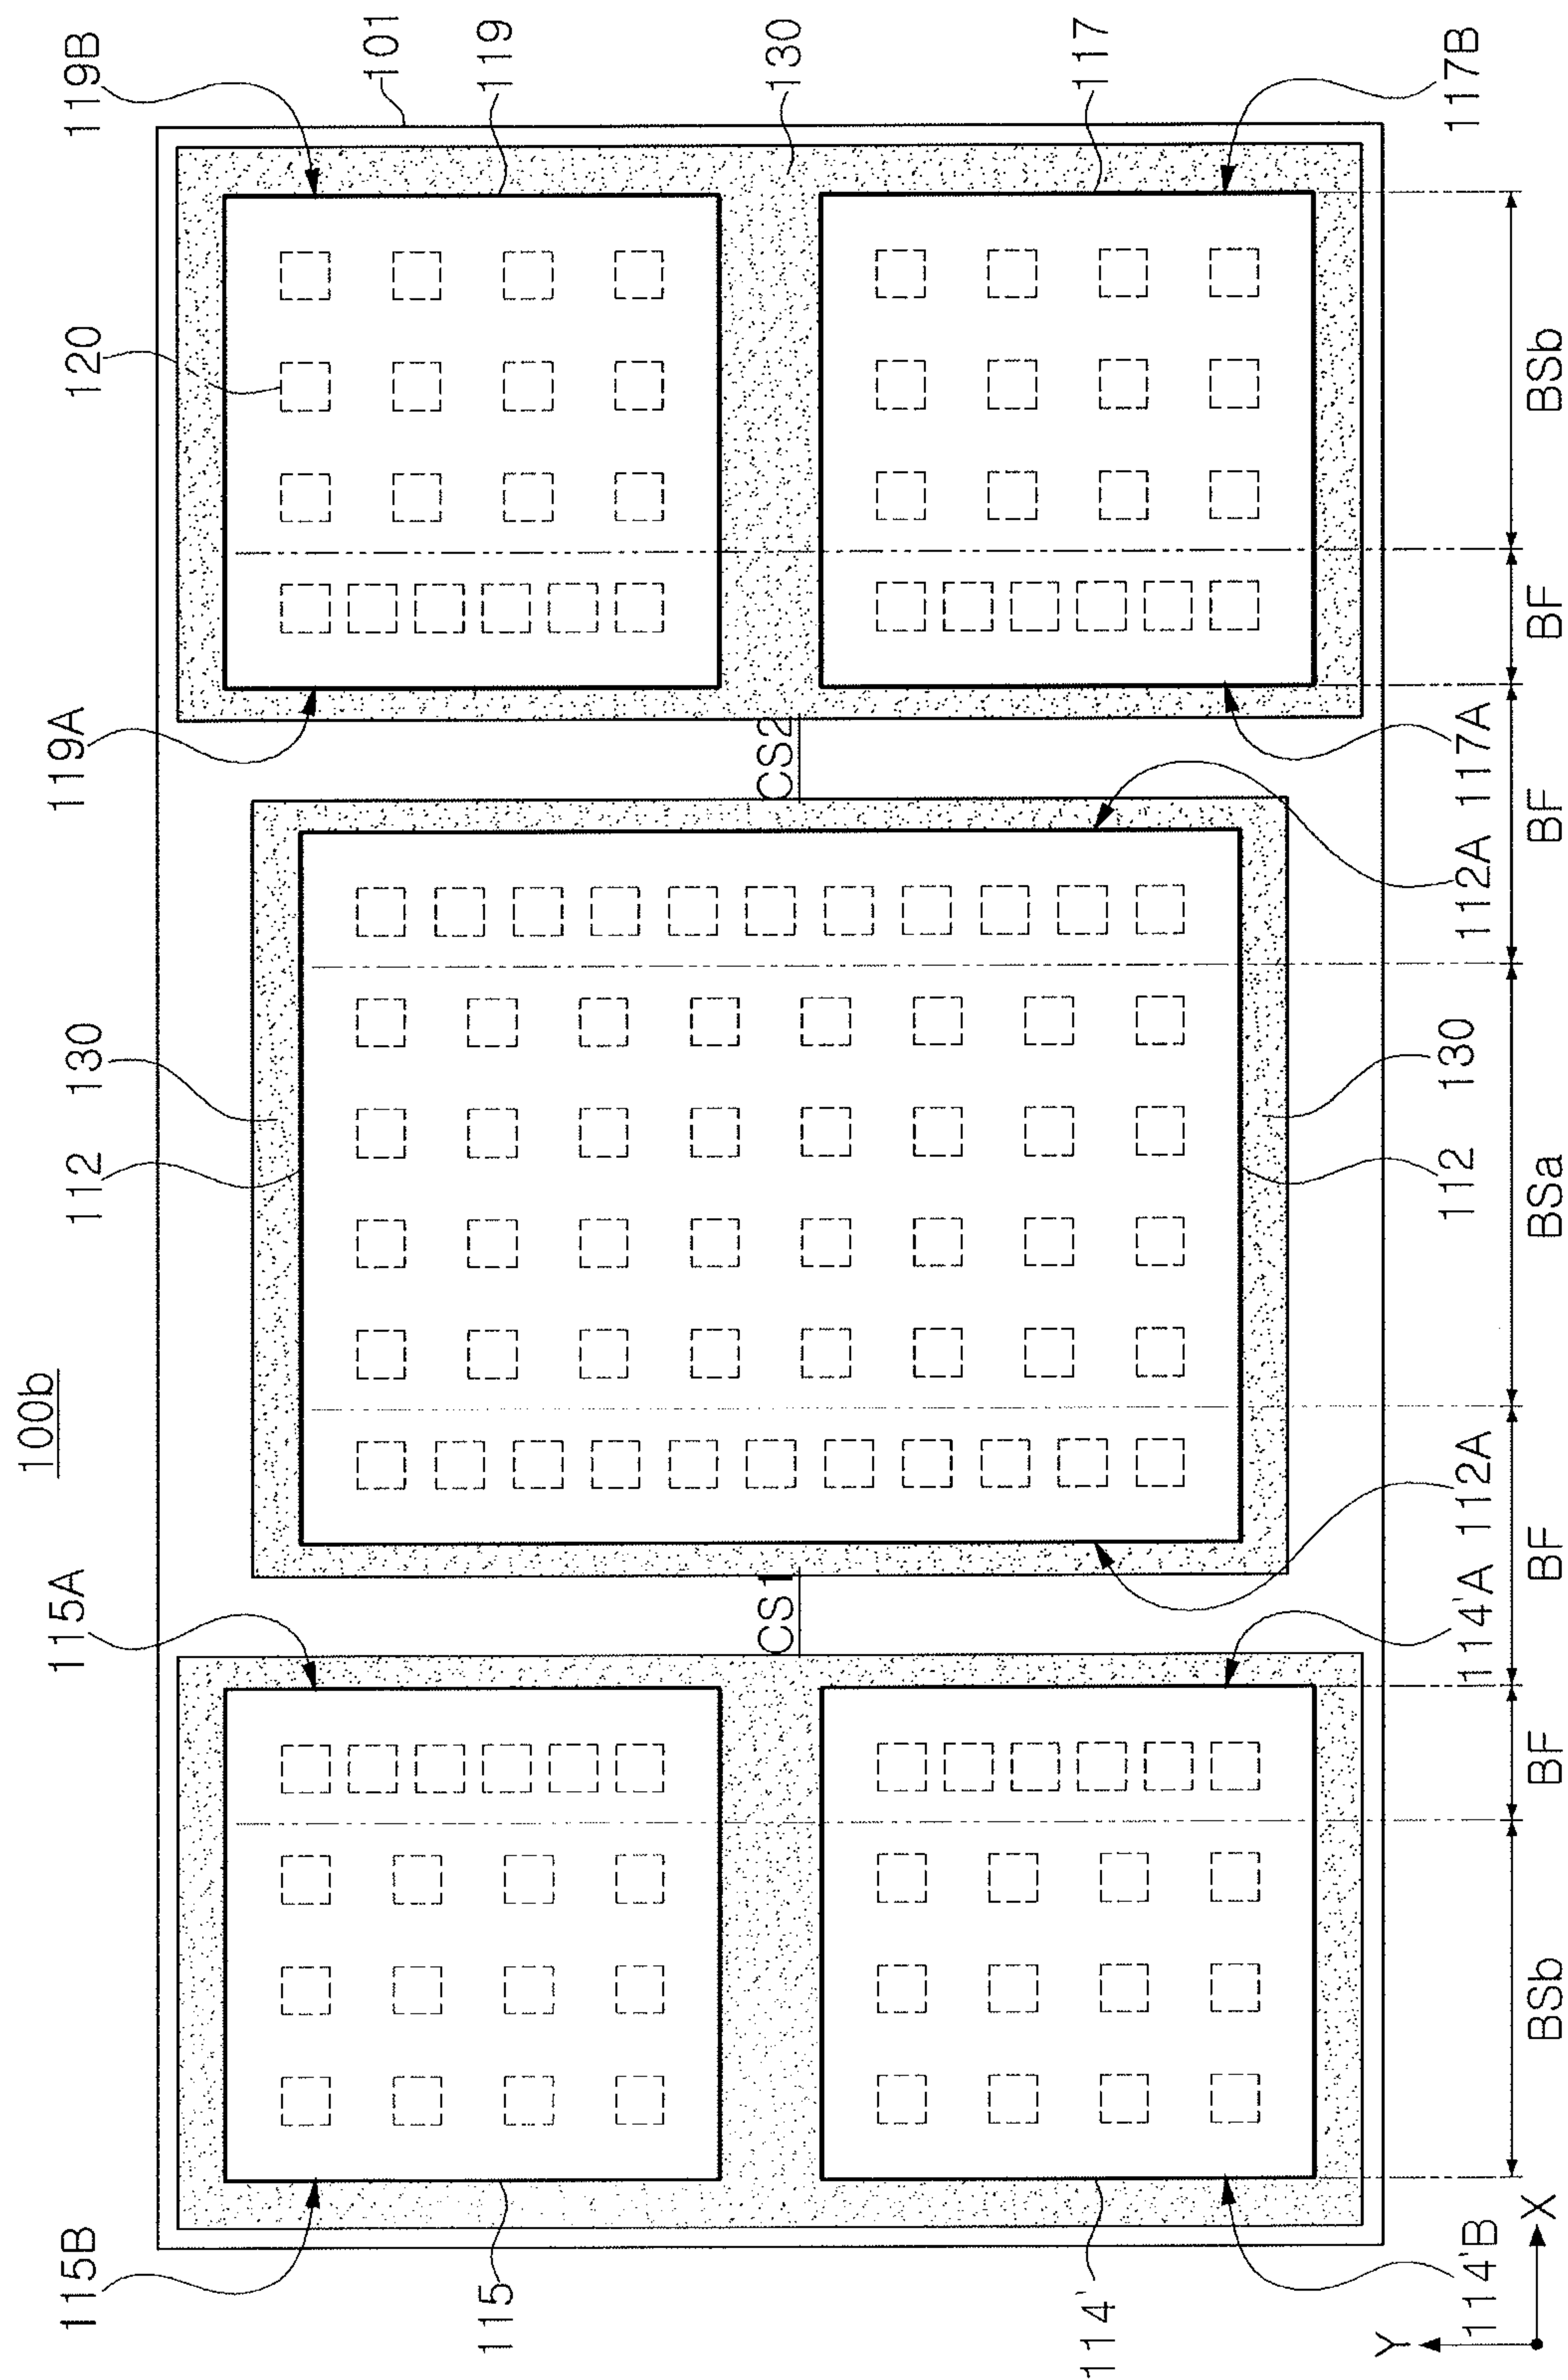 100b
115B 115A 112 130 119A 120 119B
101
115 119
CS1 CS2 130
114' 117
Y
114'B 114'A 112A 112 130 112A 117A 117B
X
BSb BF BF BSa BF BF BSb